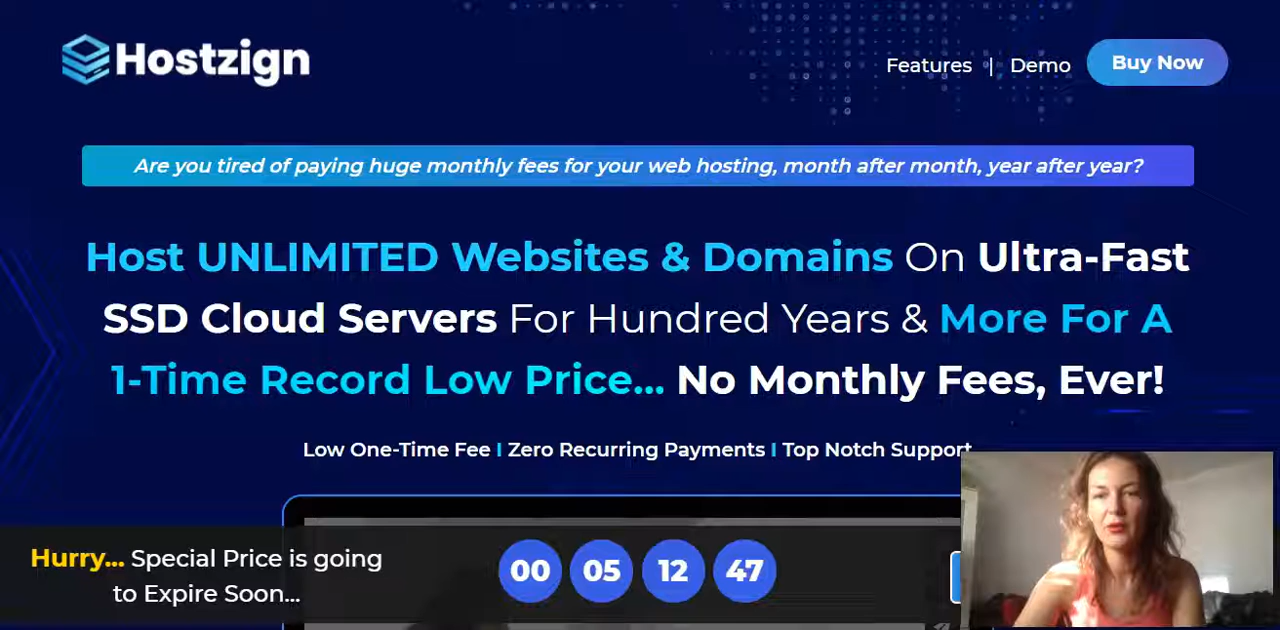 Hostzign
Features | Demo
Buy Now
Are you tired of paying huge monthly fees for your web hosting, month after month, year after year?
Host UNLIMITED Websites & Domains On Ultra-Fast
SSD Cloud Servers For Hundred Years & More For A
1-Time Record Low Price... No Monthly Fees, Ever!
Low One-Time Fee I Zero Recurring Payments I Top Notch Support
Hurry... Special Price is going
to Expire Soon...
00 05 12 47